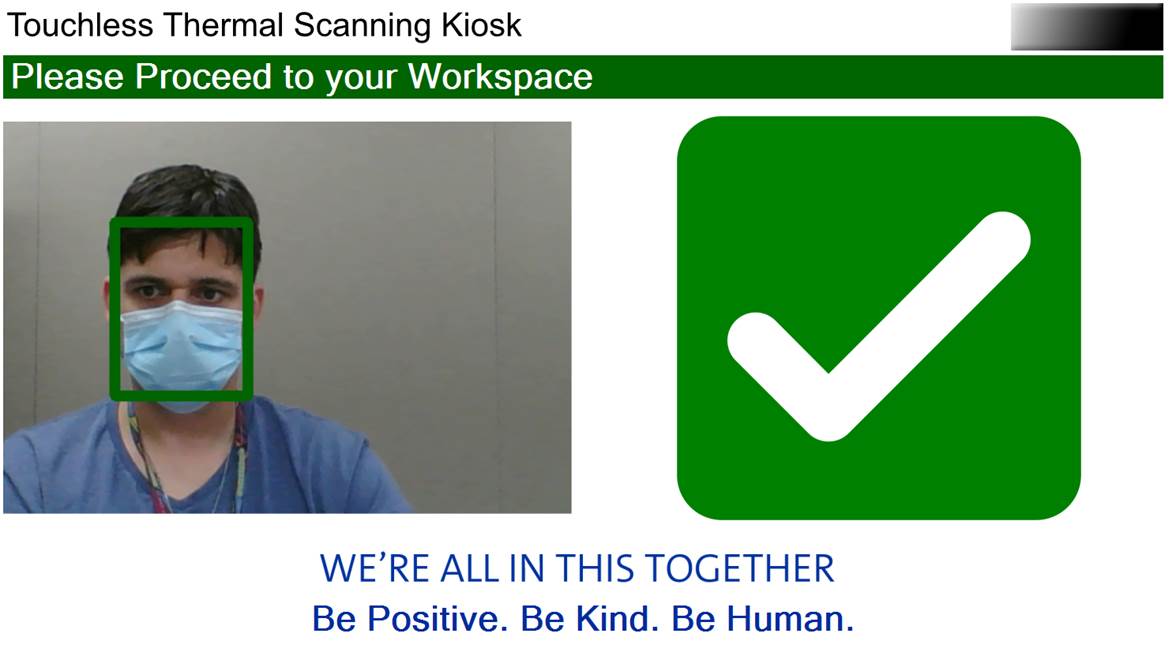 Touchless Thermal Scanning Kiosk
Please Proceed to your Workspace
WE’RE ALL IN THIS TOGETHER
Be Positive. Be Kind. Be Human.